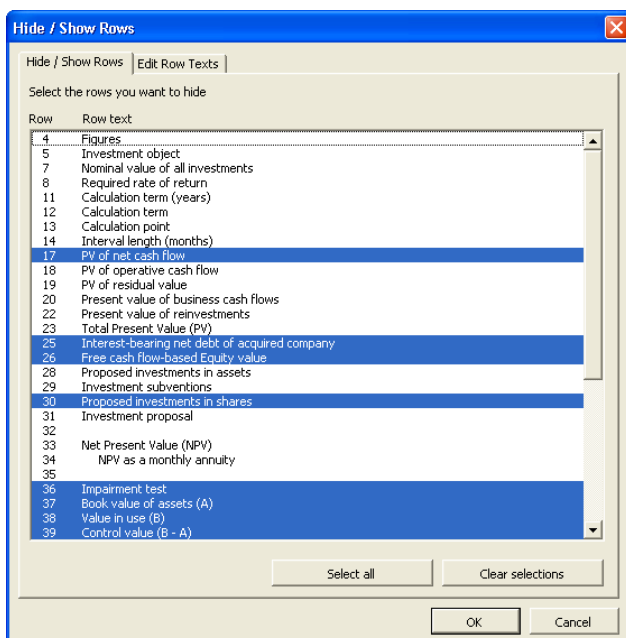 Hide / Show Rows
Hide / Show Rows Edit Row Texts
Select the rows you want to hide
Row Row text
4 Figures
5 Investment object
7 Nominal value of all investments
8 Required rate of return
11 Calculation term (years)
12 Calculation term
13 Calculation point
14 Interval length (months)
17 PV of net cash flow
18 PV of operative cash flow
19 PV of residual value
20 Present value of business cash flows
22 Present value of reinvestments
23 Total Present Value (PV)
25 Interest-bearing net debt of acquired company
26 Free cash flow-based Equity value
28 Proposed investments in assets
29 Investment subventions
30 Proposed investments in shares
31 Investment proposal
32
33 Net Present Value (NPV)
34 NPV as a monthly annuity
35
36 Impairment test
37 Book value of assets (A)
38 Value in use (B)
39 Control value (B - A)
Select all Clear selections
OK Cancel